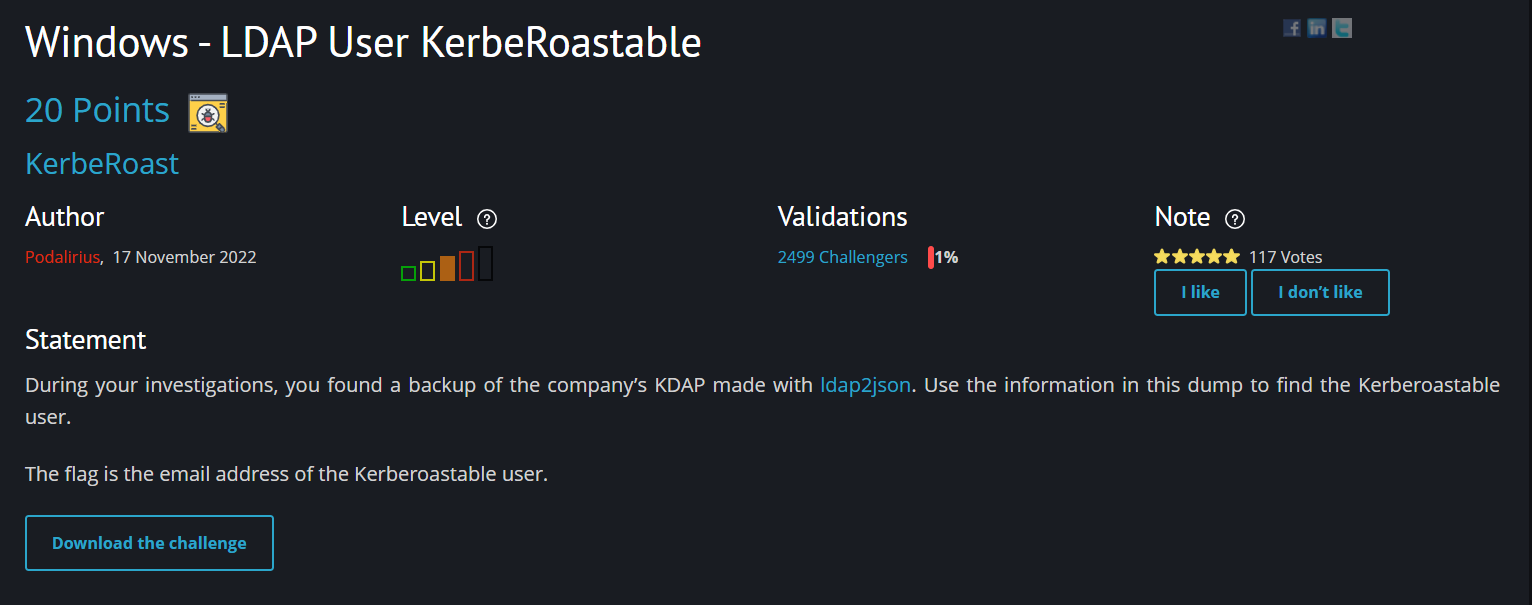 Windows - LDAP User KerbeRoastable
20 Points
KerbeRoast
Author
Podalirius, 17 November 2022
Level ?
Validations
2499 Challengers 1%
Note ?
117 Votes
I like
I don't like
Statement
During your investigations, you found a backup of the company's KDAP made with ldap2json. Use the information in this dump to find the Kerberoastable
user.
The flag is the email address of the Kerberoastable user.
Download the challenge